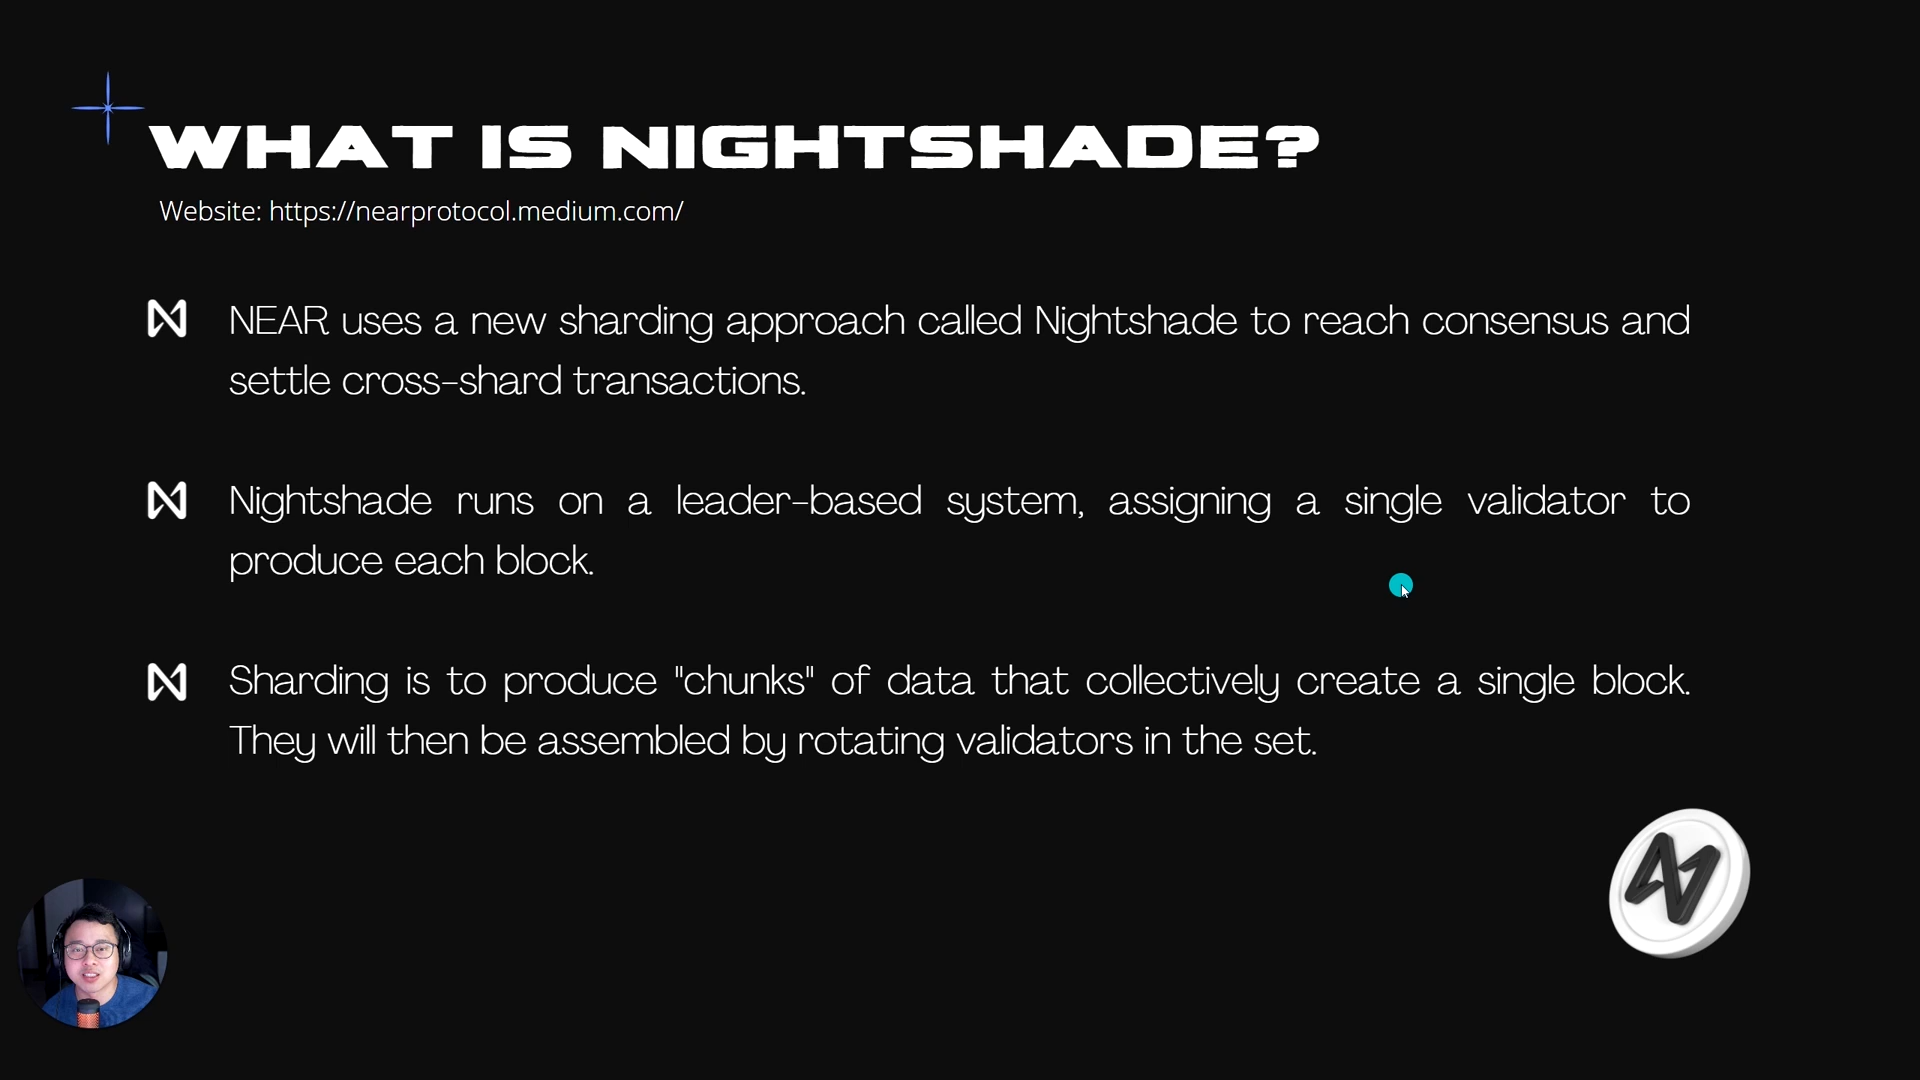 WHAT IS NIGHTSHADE?
Website: https://nearprotocol.medium.com/
NEAR uses a new sharding approach called Nightshade to reach consensus and
settle cross-shard transactions.
Nightshade runs on a leader-based system, assigning a single validator to
produce each block.
Sharding is to produce "chunks" of data that collectively create a single block.
They will then be assembled by rotating validators in the set.